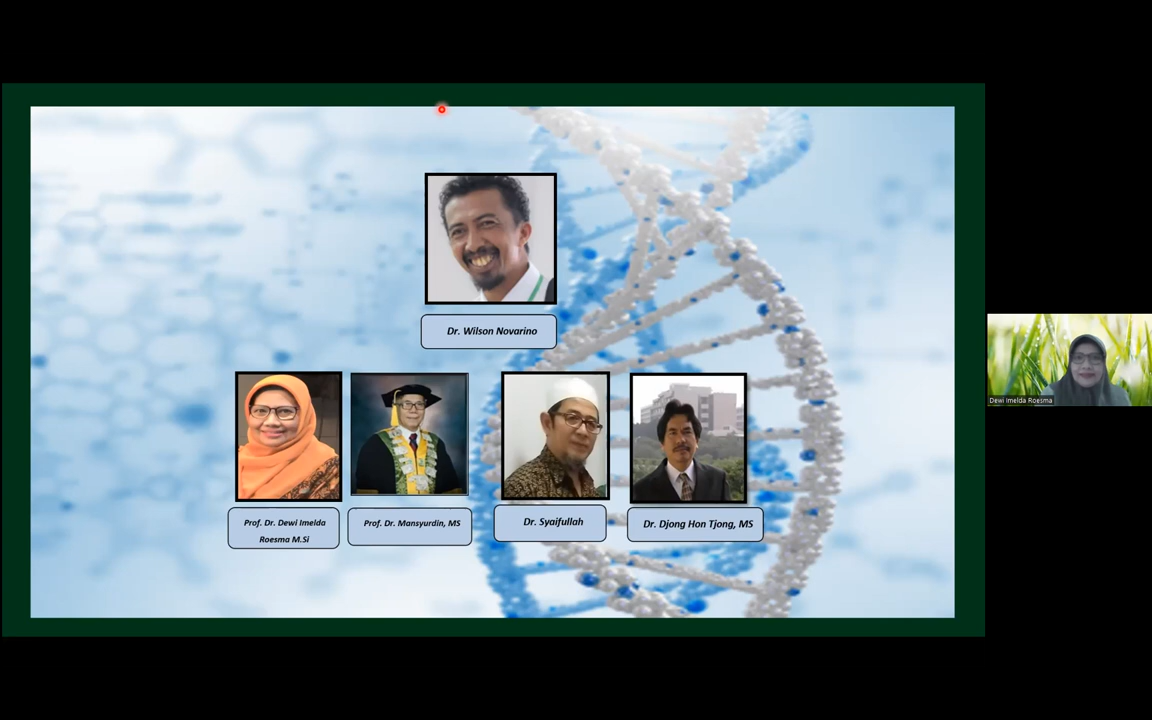 Dr. Wilson Novarino
Prof. Dr. Dewi Imelda
Roesma M.Si
Prof. Dr. Mansyurdin, MS
Dr. Syaifullah
Dr. Djong Hon Tjong, MS
Dewi Imelda Roesma